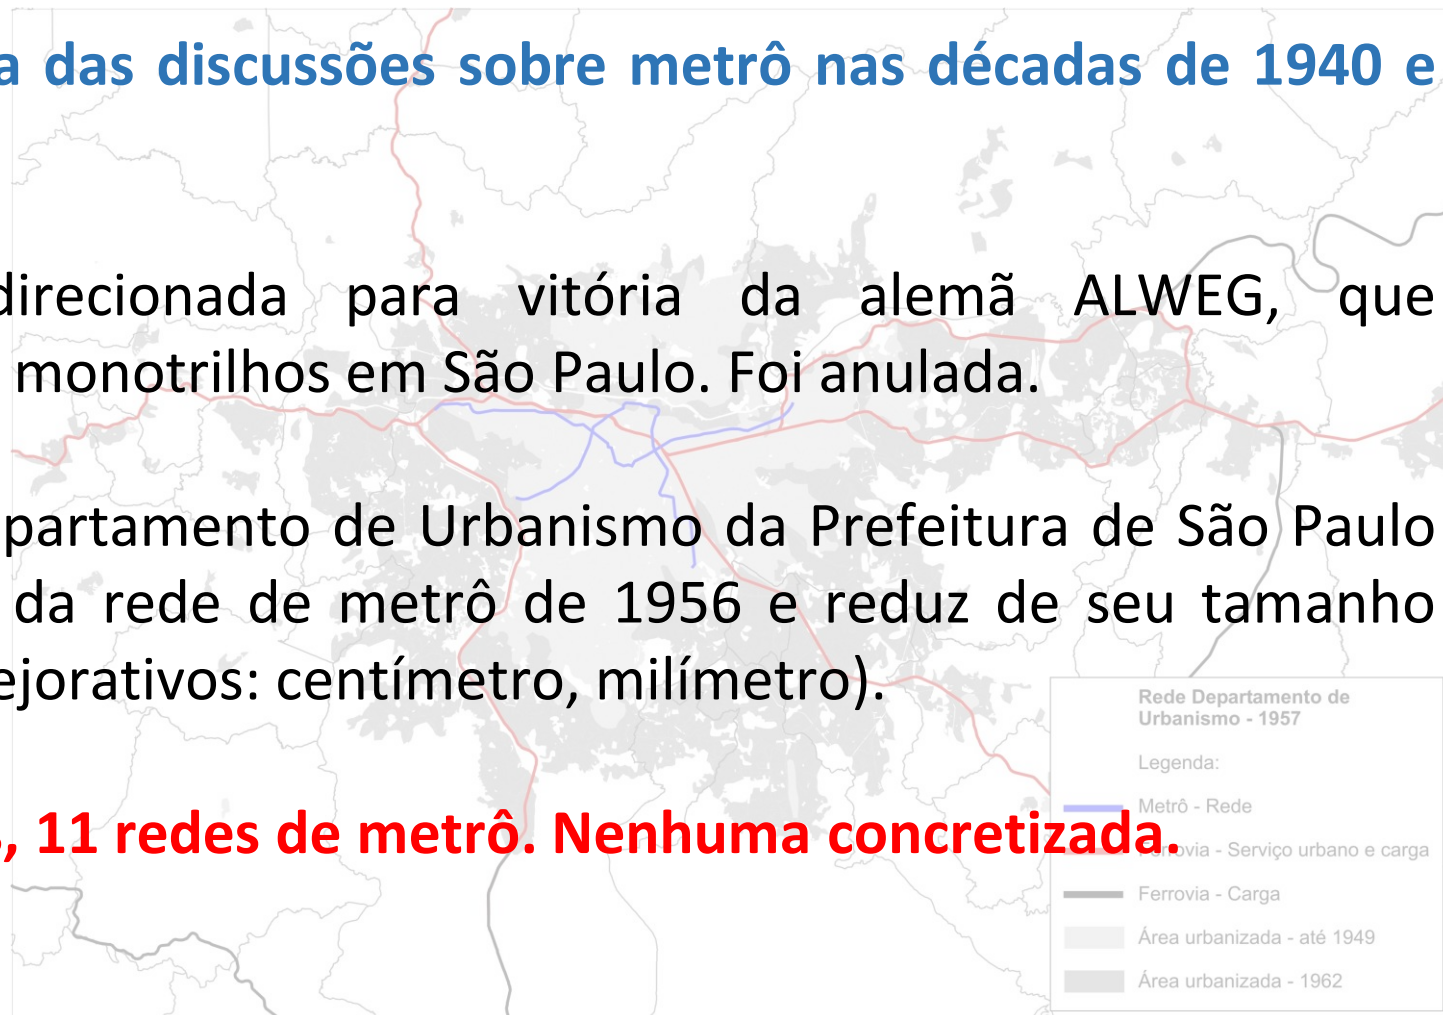 a das discussões sobre metrô nas décadas de 1940 e
direcionada para vitória da alemã ALWEG, que
monotrilhos em São Paulo. Foi anulada.
partamento de Urbanismo da Prefeitura de São Paulo
da rede de metrô de 1956 e reduz de seu tamanho
ejorativos: centímetro, milímetro).
, 11 redes de metrô. Nenhuma concretizada.
Rede Departamento de
Urbanismo - 1957
Legenda:
Metrô - Rede
Ferrovia - Serviço urbano e carga
Ferrovia - Carga
Área urbanizada - até 1949
Área urbanizada - 1962